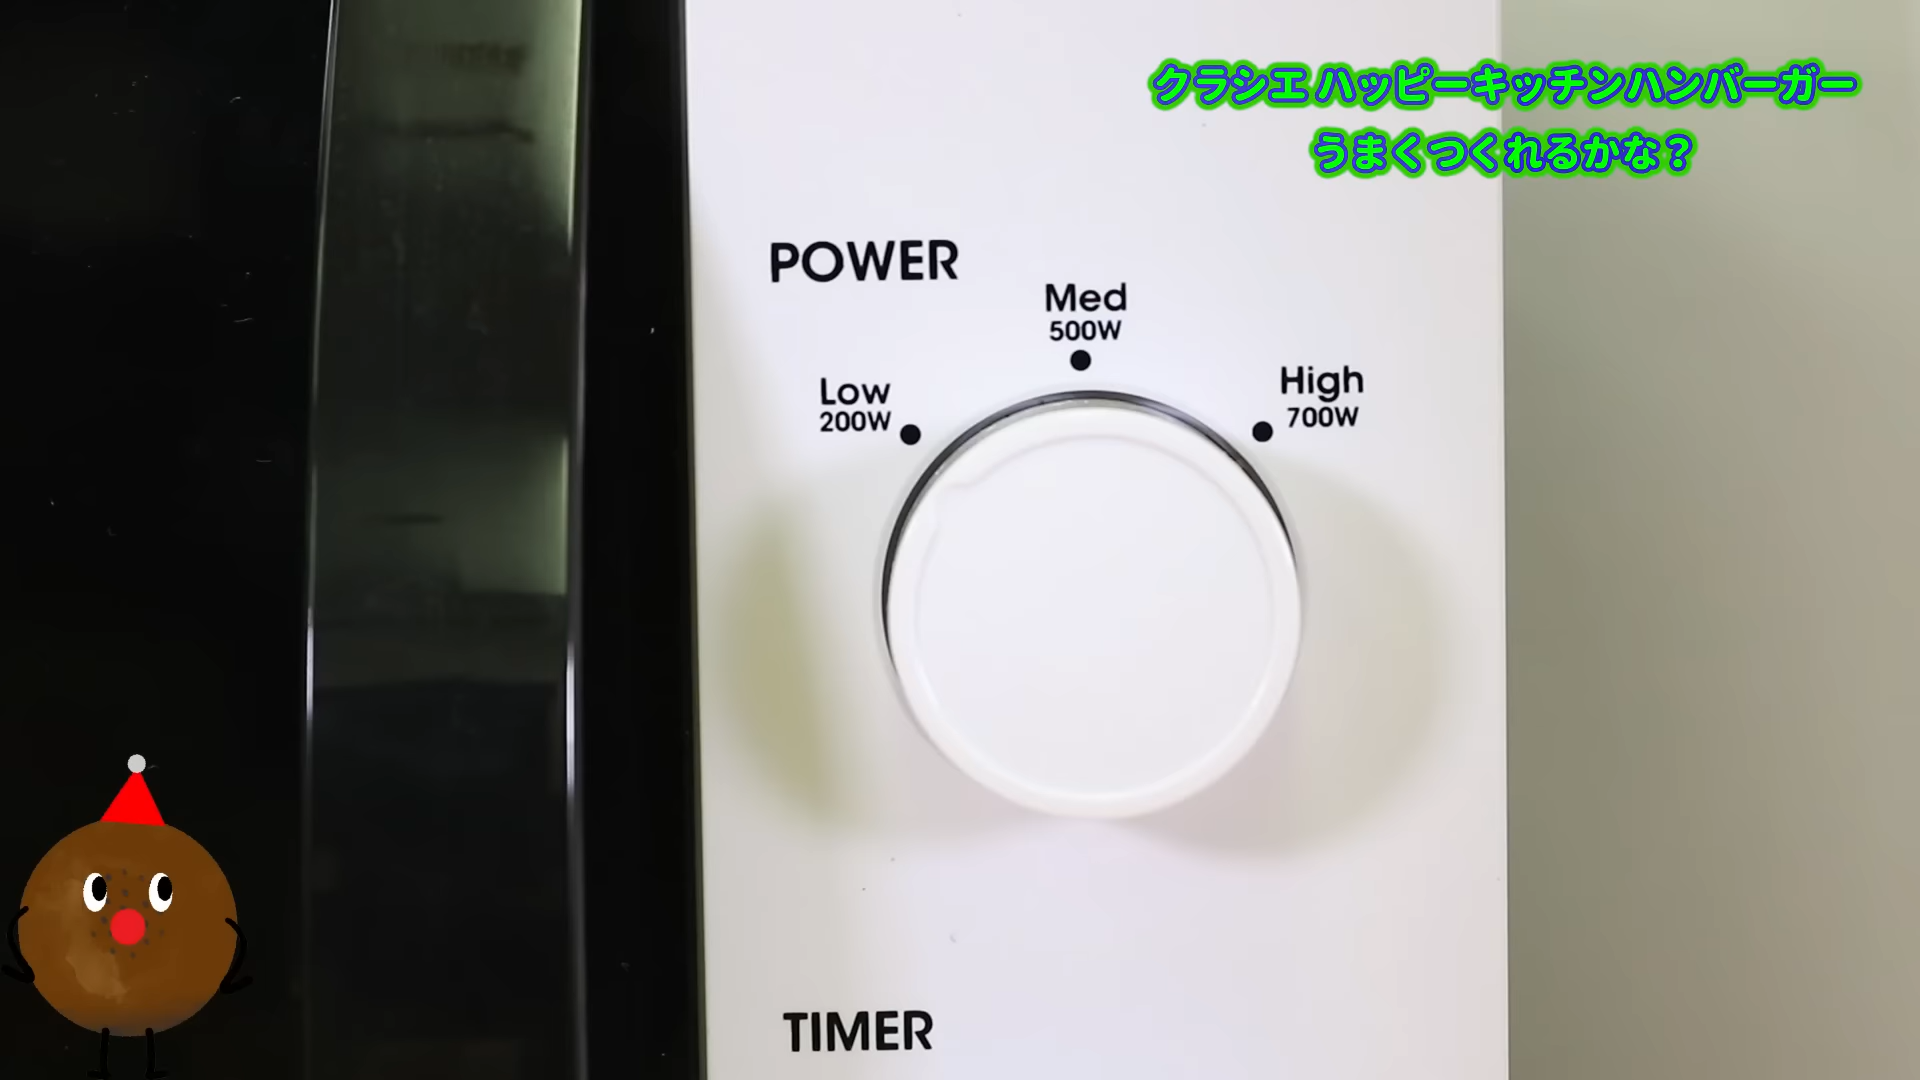 クラシエ ハッピーキッチンハンバーガー
うまくつくれるかな？
POWER
Med
500W
Low
200W
High
700W
TIMER